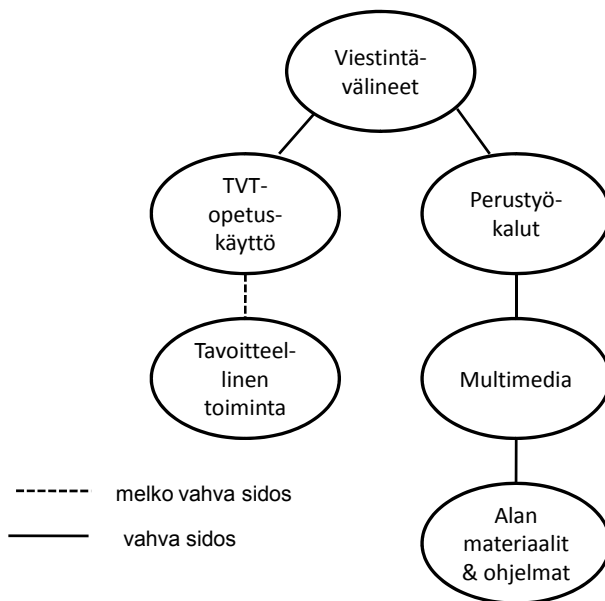 Viestintä-
välineet
TVT-
opetus-
käyttö
Perustyö-
kalut
Tavoitteel-
linen
toiminta
Multimedia
melko vahva sidos
vahva sidos
Alan
materiaalit
& ohjelmat